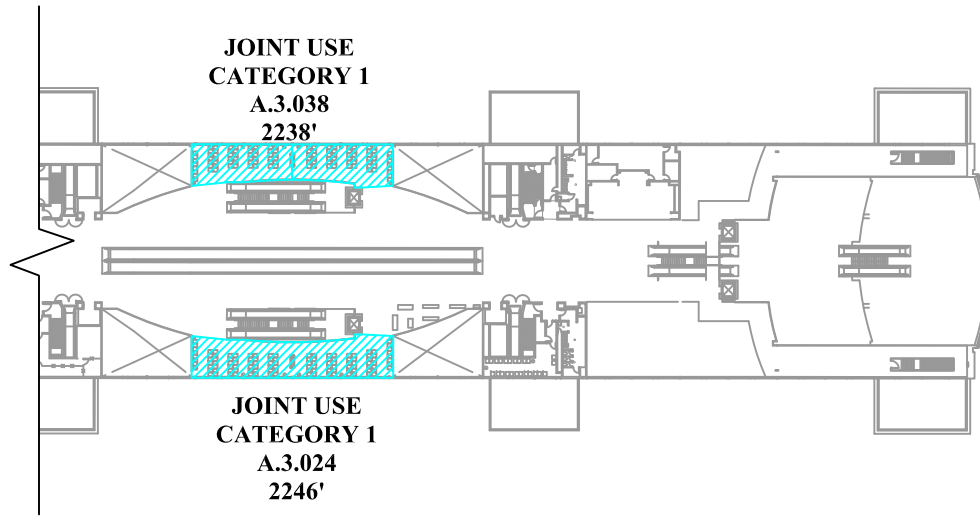 JOINT USE
CATEGORY 1
A.3.038
2238'
JOINT USE
CATEGORY 1
A.3.024
2246'